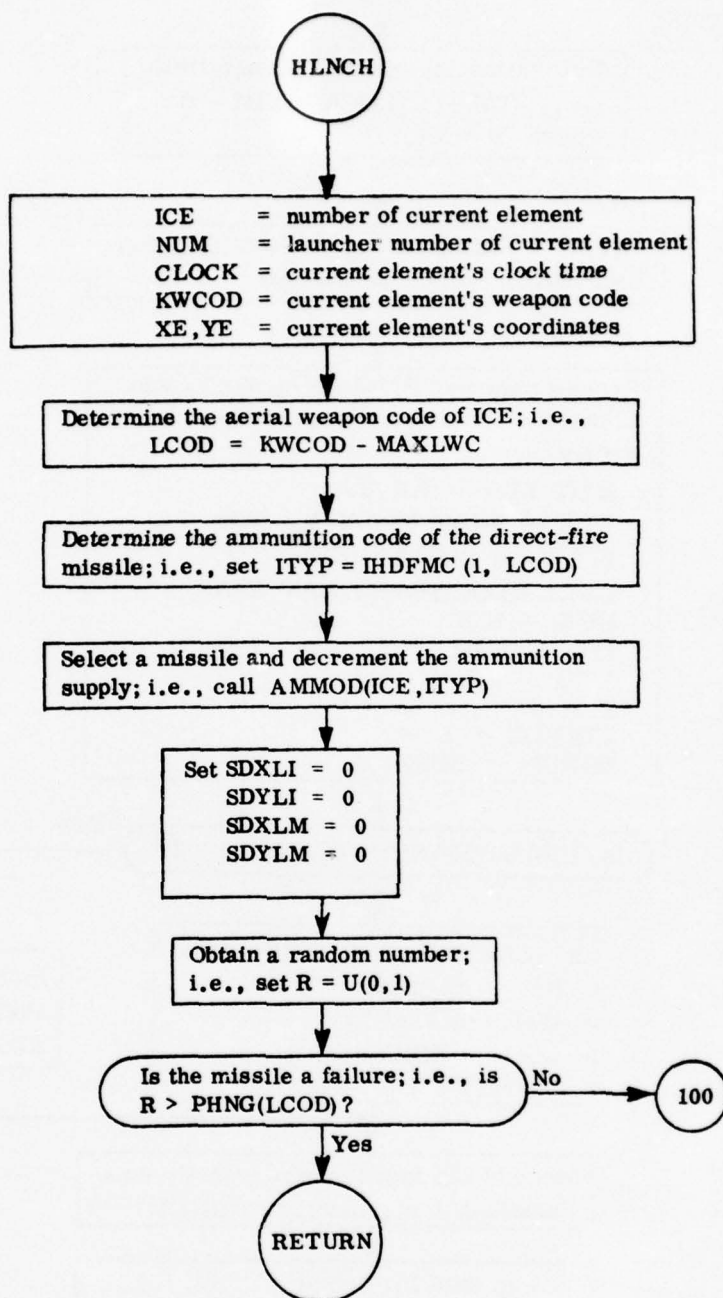 HLNCH
ICE = number of current element
NUM = launcher number of current element
CLOCK = current element's clock time
KWCOD = current element's weapon code
XE,YE = current element's coordinates
Determine the aerial weapon code of ICE; i.e.,
LCOD = KWCOD - MAXLWC
Determine the ammunition code of the direct-fire
missile; i.e., set ITYP = IHDFMC (1, LCOD)
Select a missile and decrement the ammunition
supply; i.e., call AMMOD(ICE,ITYP)
Set SDXLI = 0
SDYLI = 0
SDXLM = 0
SDYLM = 0
Obtain a random number;
i.e., set R = U(0,1)
Is the missile a failure; i.e., is
R > PHNG(LCOD)?
No
100
Yes
RETURN